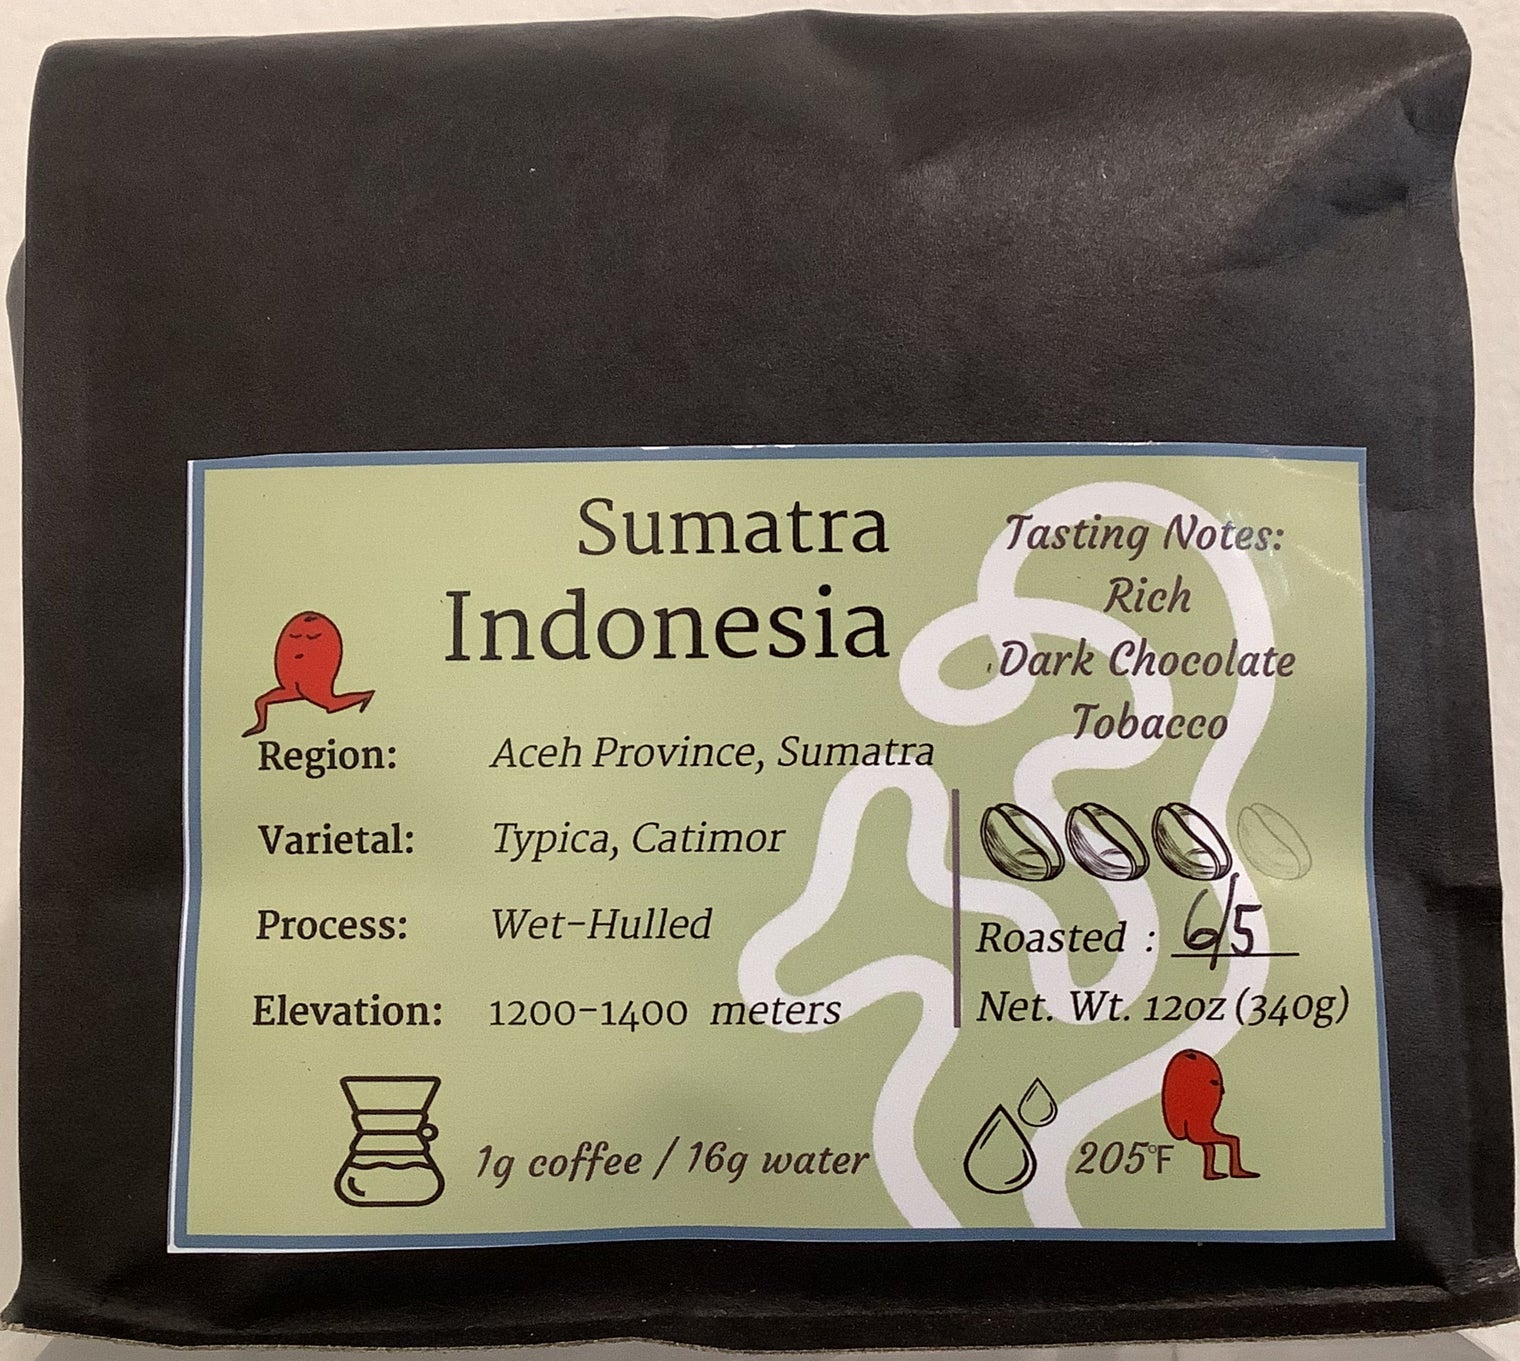 Sumatra
Indonesia
Region: Aceh Province, Sumatra
Varietal: Typica, Catimor
Process: Wet-Hulled
Elevation: 1200-1400 meters
1g coffee / 16g water
Tasting Notes:
Rich
Dark Chocolate
Tobacco
Roasted : 6/5
Net. Wt. 12oz (340g)
205°F